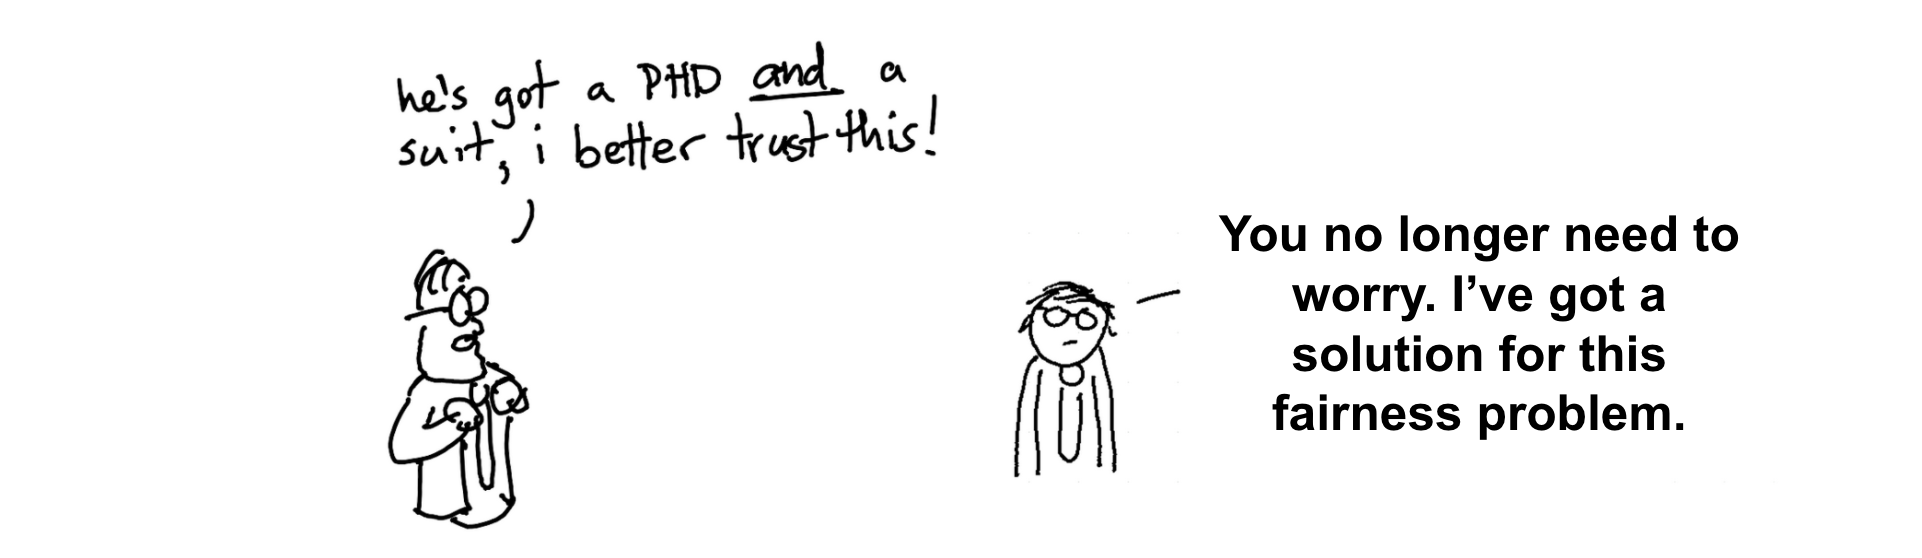 he's got a PHD and a
suit, i better trust this!
You no longer need to
worry. I’ve got a
solution for this
fairness problem.